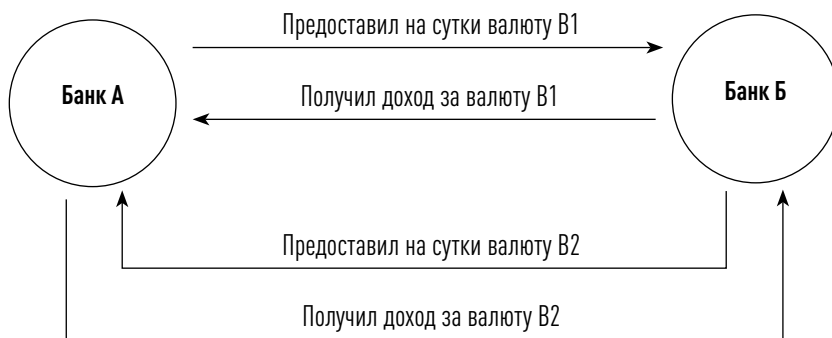 Предоставил на сутки валюту В1
Банк А
Банк Б
Получил доход за валюту В1
Предоставил на сутки валюту В2
Получил доход за валюту В2